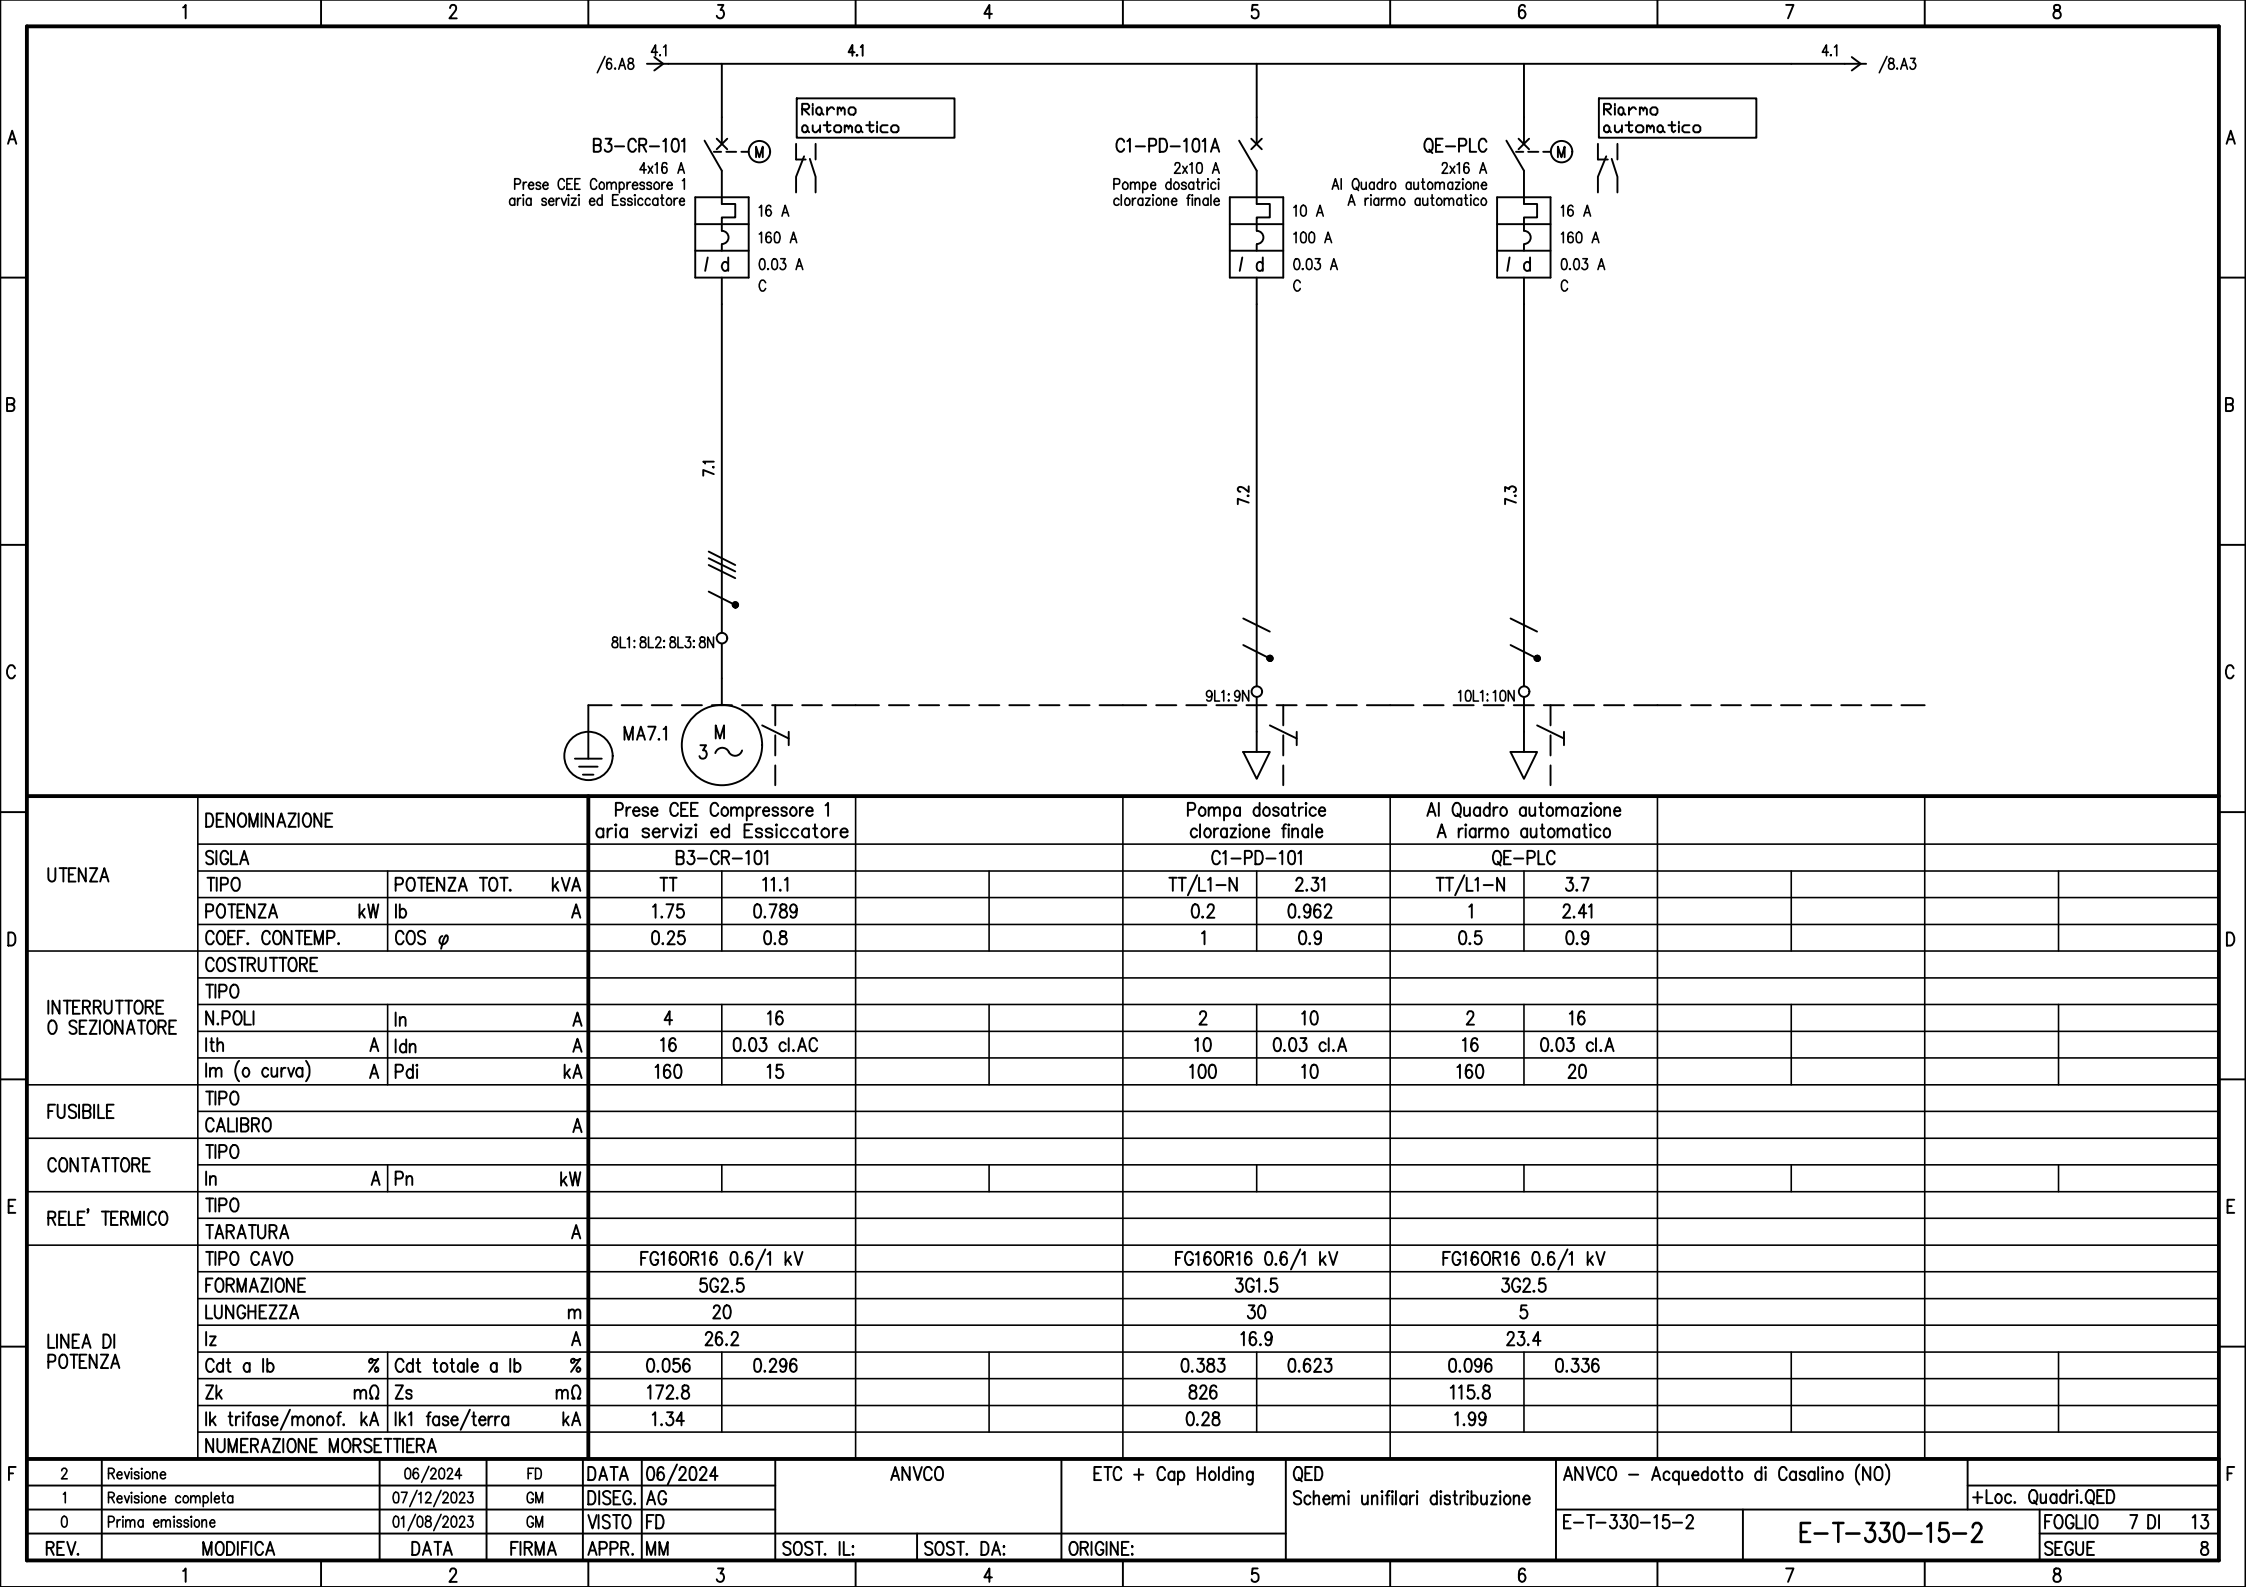 1 2 3 4 5 6 7 8
/6.A8 4.1 4.1 4.1 /8.A3
A A
Riarmo
automatico
B3-CR-101
4x16 A
Prese CEE Compressore 1
aria servizi ed Essiccatore
M
16 A
160 A
I d 0.03 A
C
C1-PD-101A
2x10 A
Pompe dosatrici
clorazione finale
10 A
100 A
I d 0.03 A
C
Riarmo
automatico
QE-PLC
2x16 A
Al Quadro automazione
A riarmo automatico
M
16 A
160 A
I d 0.03 A
C
B B
7.1 7.2 7.3
C C
8L1:8L2:8L3:8N
9L1:9N
10L1:10N
MA7.1
M
3
D D
UTENZA
DENOMINAZIONE
Prese CEE Compressore 1
aria servizi ed Essiccatore
Pompa dosatrice
clorazione finale
Al Quadro automazione
A riarmo automatico
SIGLA B3-CR-101 C1-PD-101 QE-PLC
TIPO POTENZA TOT. kVA TT 11.1 TT/L1-N 2.31 TT/L1-N 3.7
POTENZA kW Ib A 1.75 0.789 0.2 0.962 1 2.41
COEF. CONTEMP. COS φ 0.25 0.8 1 0.9 0.5 0.9
INTERRUTTORE
O SEZIONATORE
COSTRUTTORE
TIPO
N.POLI In A 4 16 2 10 2 16
Ith A Idn A 16 0.03 cl.AC 10 0.03 cl.A 16 0.03 cl.A
Im (o curva) A Pdi kA 160 15 100 10 160 20
E E
FUSIBILE
TIPO
CALIBRO A
CONTATTORE
TIPO
In A Pn kW
RELE' TERMICO
TIPO
TARATURA A
LINEA DI
POTENZA
TIPO CAVO FG16OR16 0.6/1 kV FG16OR16 0.6/1 kV FG16OR16 0.6/1 kV
FORMAZIONE 5G2.5 3G1.5 3G2.5
LUNGHEZZA m 20 30 5
Iz A 26.2 16.9 23.4
Cdt a Ib % Cdt totale a Ib % 0.056 0.296 0.383 0.623 0.096 0.336
Zk mΩ Zs mΩ 172.8 826 115.8
Ik trifase/monof. kA Ik1 fase/terra kA 1.34 0.28 1.99
NUMERAZIONE MORSETTIERA
F F
2 Revisione 06/2024 FD DATA 06/2024
1 Revisione completa 07/12/2023 GM DISEG. AG
0 Prima emissione 01/08/2023 GM VISTO FD
REV. MODIFICA DATA FIRMA APPR. MM
ANVCO
SOST. IL: SOST. DA:
ETC + Cap Holding
ORIGINE:
QED
Schemi unifilari distribuzione
ANVCO - Acquedotto di Casalino (NO)
+Loc. Quadri.QED
E-T-330-15-2
E-T-330-15-2
FOGLIO 7 DI 13
SEGUE 8
1 2 3 4 5 6 7 8